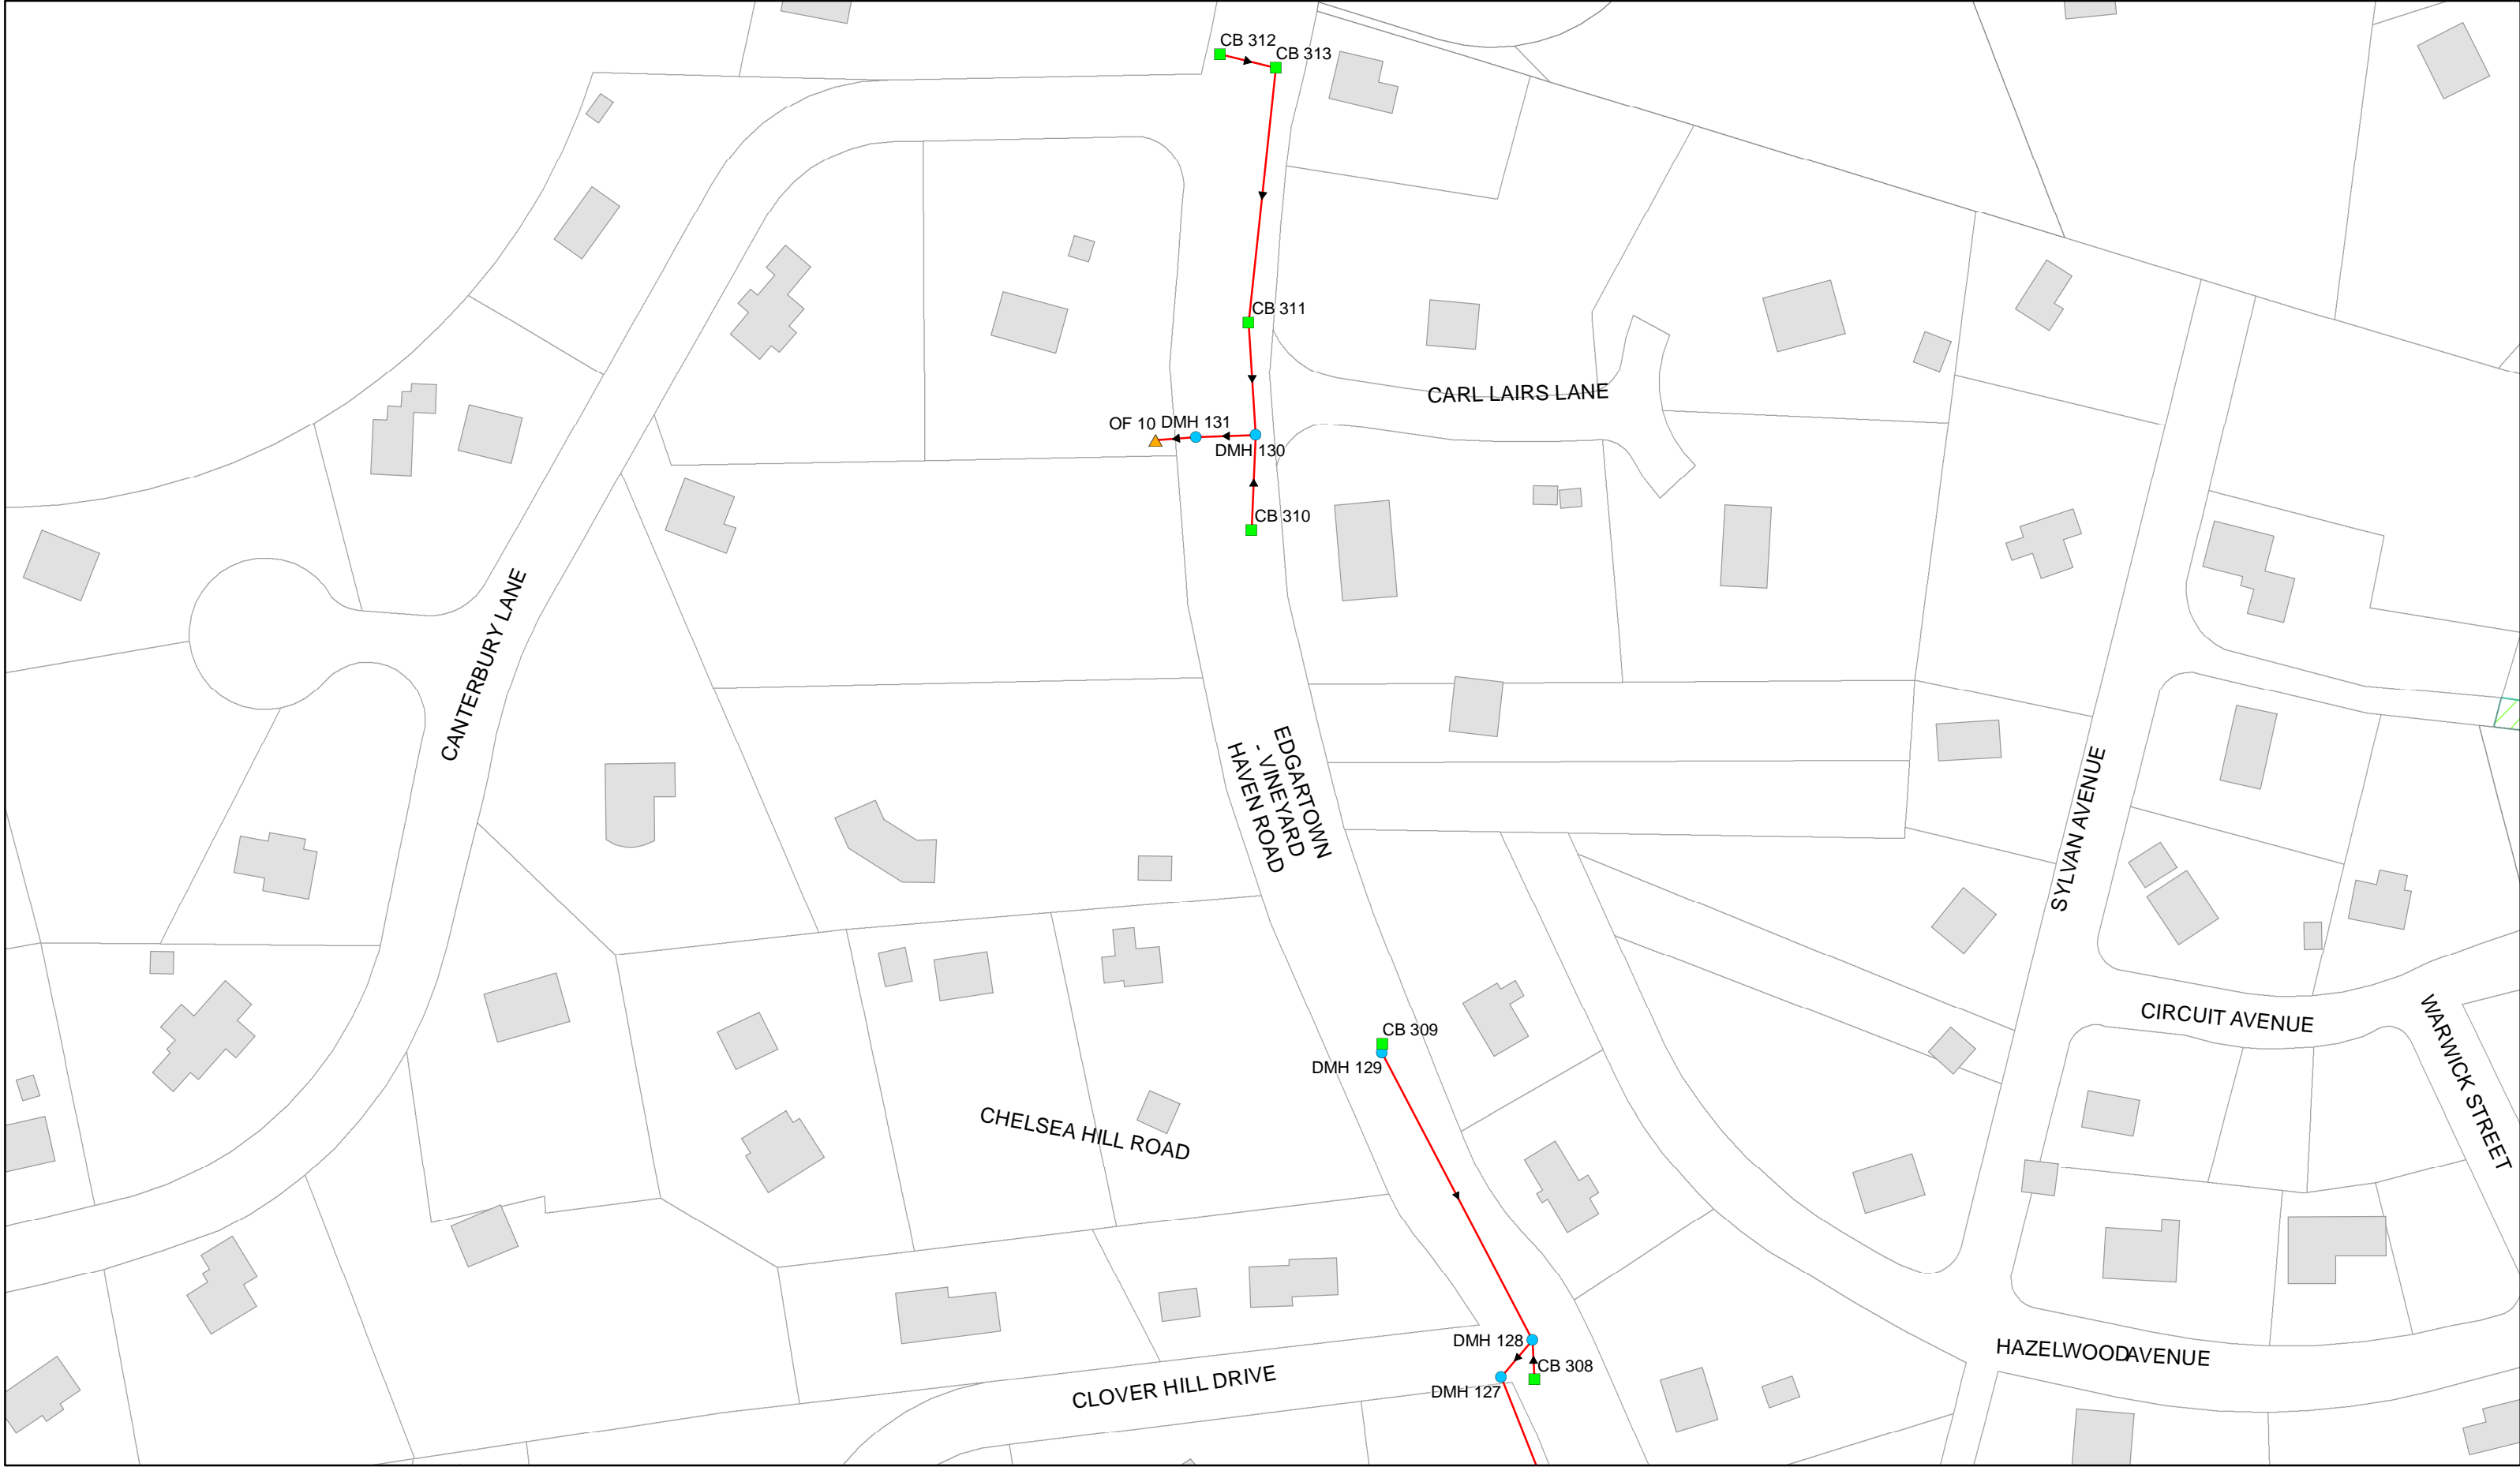 CB 312
CB 313
CB 311
CARL LAIRS LANE
OF 10
DMH 131
DMH 130
CB 310
CANTERBURY LANE
EDGARTOWN
- VINEYARD
HAVEN ROAD
SYLVAN AVENUE
CIRCUIT AVENUE
WARWICK STREET
CB 309
DMH 129
CHELSEA HILL ROAD
DMH 128
CB 308
DMH 127
CLOVER HILL DRIVE
HAZELWOOD AVENUE